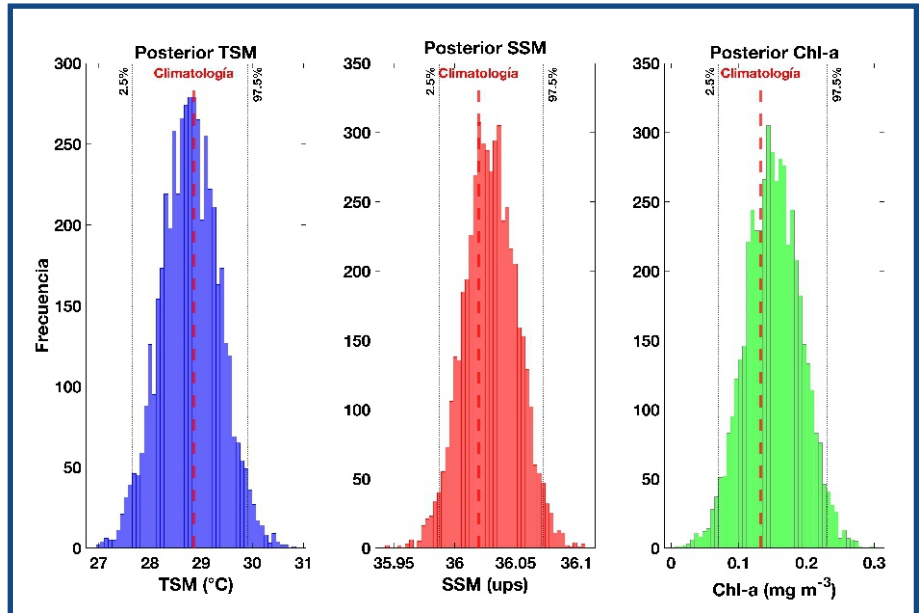 Posterior TSM
Climatología
2.5%
97.5%
300
250
200
150
100
50
0
Frecuencia
27 28 29 30 31
TSM (°C)
Posterior SSM
Climatología
2.5%
97.5%
350
300
250
200
150
100
50
0
35.95 36 36.05 36.1
SSM (ups)
Posterior Chl-a
Climatología
2.5%
97.5%
350
300
250
200
150
100
50
0
0 0.1 0.2 0.3
Chl-a (mg m⁻³)